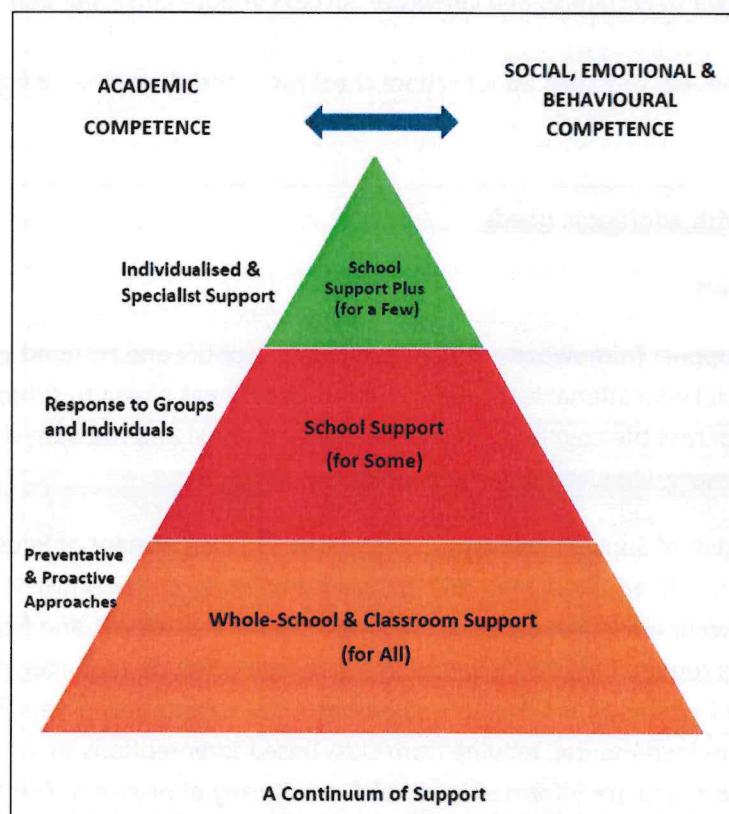 ACADEMIC
COMPETENCE
SOCIAL, EMOTIONAL &
BEHAVIOURAL
COMPETENCE
Individualised &
Specialist Support
School
Support Plus
(for a Few)
Response to Groups
and Individuals
School Support
(for Some)
Preventative
& Proactive
Approaches
Whole-School & Classroom Support
(for All)
A Continuum of Support